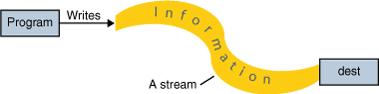 Program
Writes
Information
A stream
dest